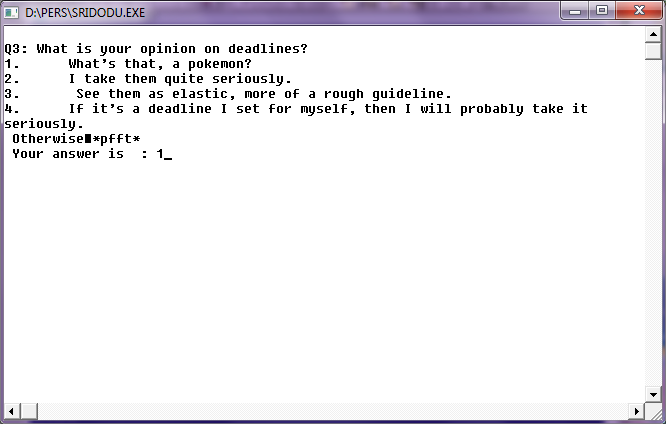 D:\PERS\SRIDODU.EXE
Q3: What is your opinion on deadlines?
1. What's that, a pokemon?
2. I take them quite seriously.
3. See them as elastic, more of a rough guideline.
4. If it's a deadline I set for myself, then I will probably take it
seriously.
Otherwise■*pfft*
Your answer is : 1_